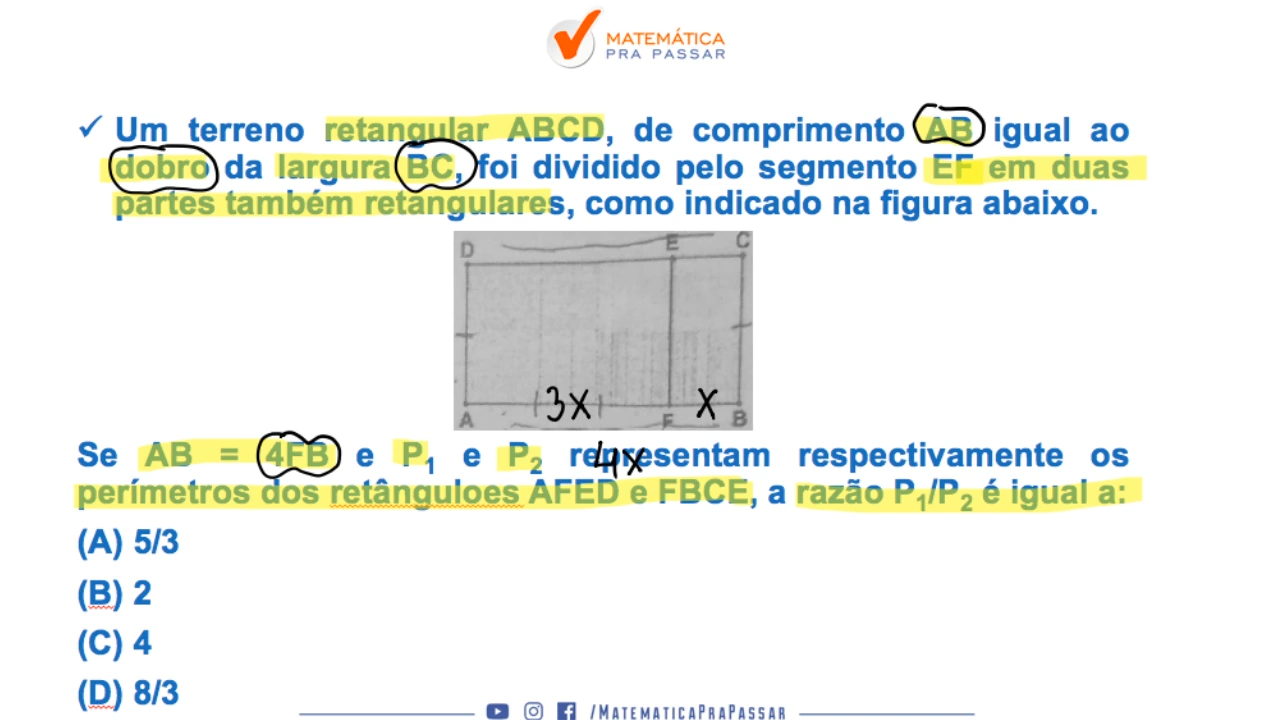 MATEMÁTICA
PRA PASSAR
✓ Um terreno retangular ABCD, de comprimento AB igual ao
dobro da largura BC, foi dividido pelo segmento EF em duas
partes também retangulares, como indicado na figura abaixo.
D E C
3x x
A F B
4x
Se AB = 4FB e P₁ e P₂ representam respectivamente os
perímetros dos retânguloes AFED e FBCE, a razão P₁/P₂ é igual a:
(A) 5/3
(B) 2
(C) 4
(D) 8/3
/MATEMATICAPRAPASSAR